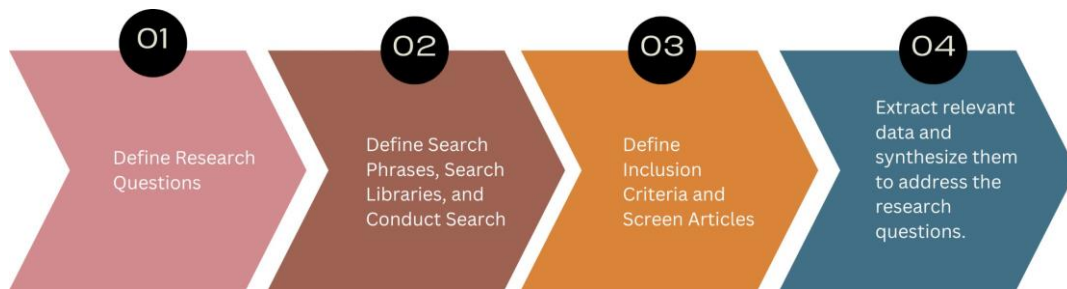 01
Define Research
Questions
02
Define Search
Phrases, Search
Libraries, and
Conduct Search
03
Define
Inclusion
Criteria and
Screen Articles
04
Extract relevant
data and
synthesize them
to address the
research
questions.